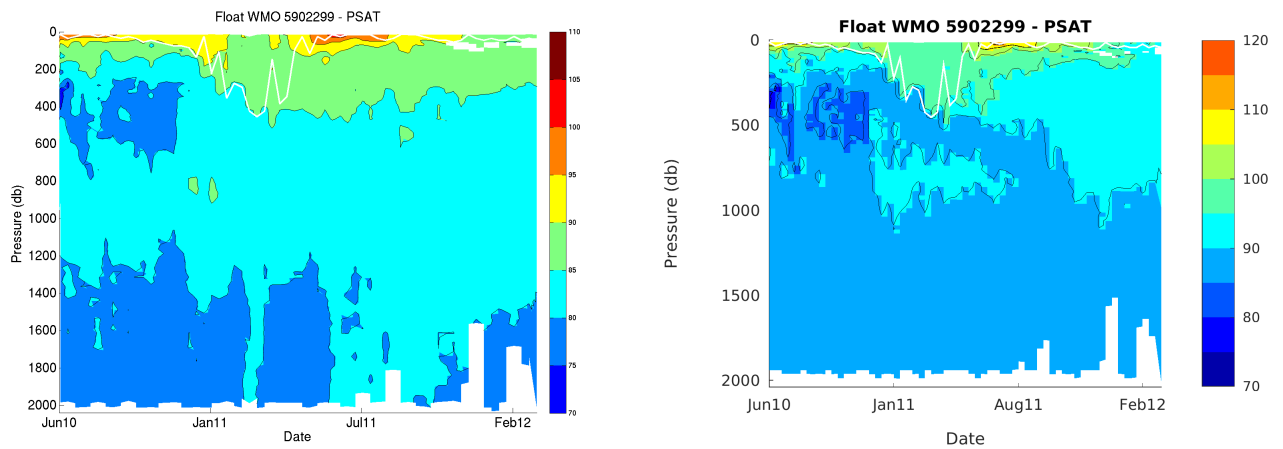 Float WMO 5902299 - PSAT
0
200
400
600
800
1000
1200
1400
1600
1800
2000
Pressure (db)
Jun10
Jan11
Jul11
Feb12
Date
110
105
100
95
90
85
80
75
70
Float WMO 5902299 - PSAT
0
500
1000
1500
2000
Pressure (db)
Jun10
Jan11
Aug11
Feb12
Date
120
110
100
90
80
70